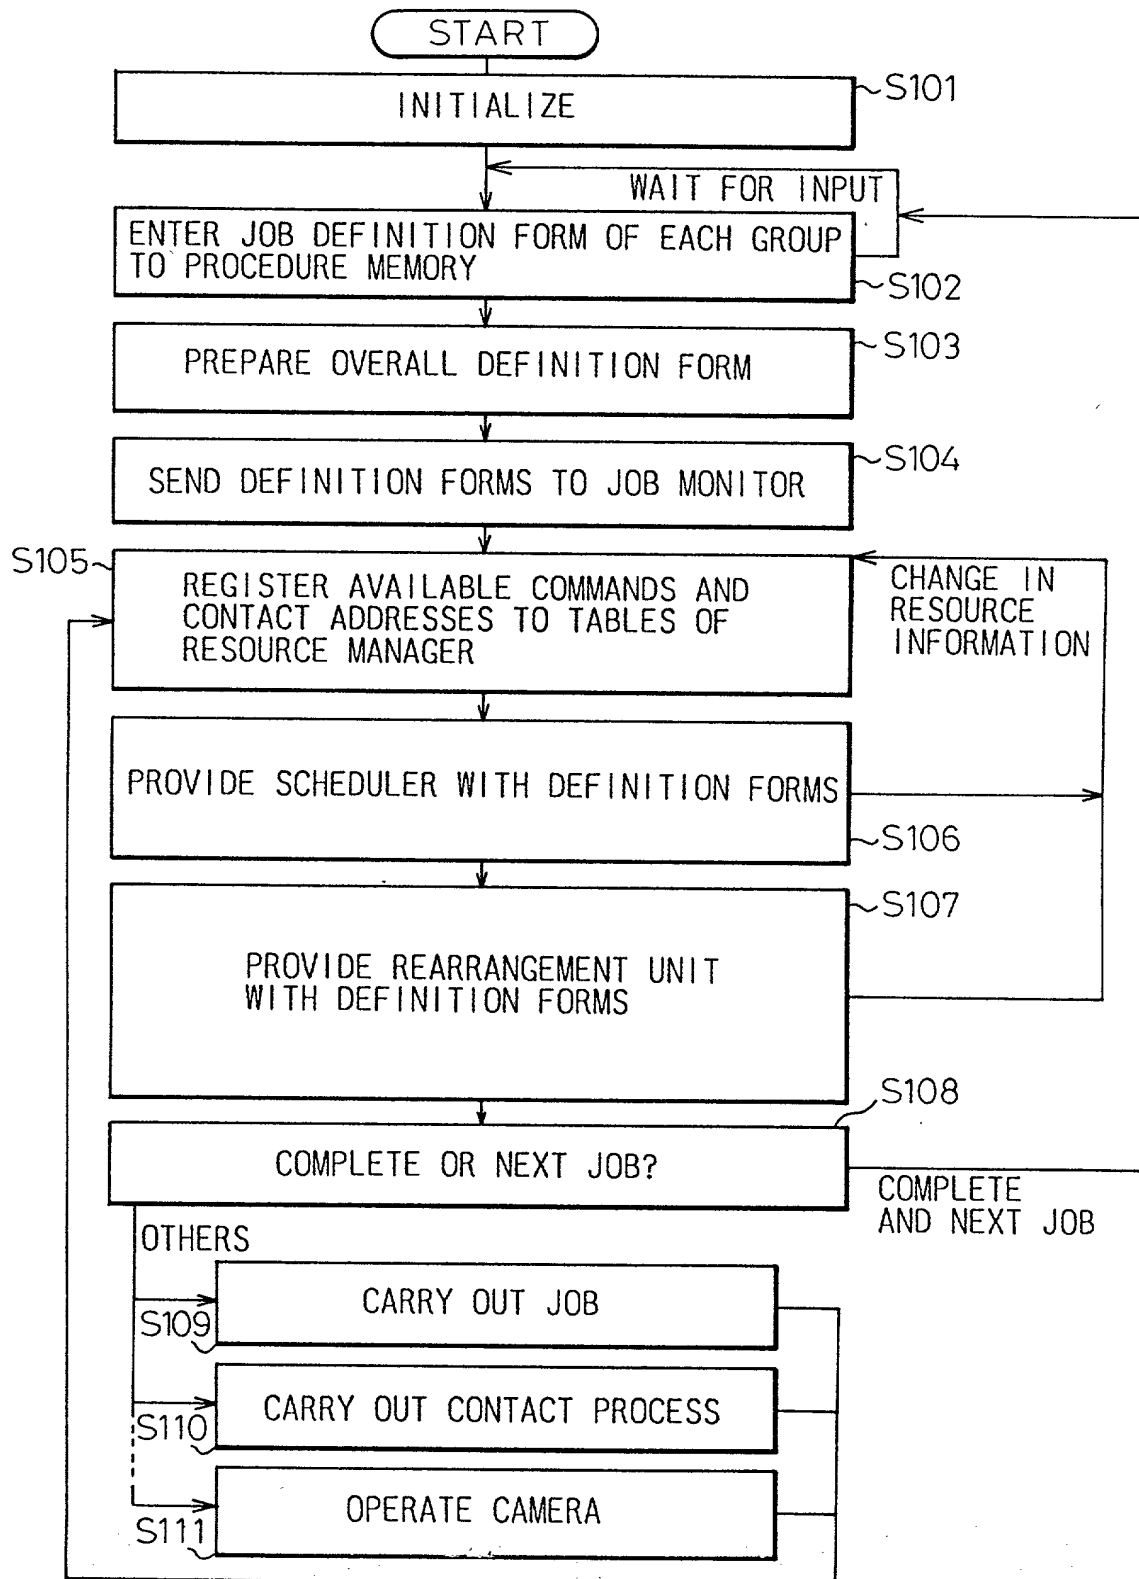 START
INITIALIZE
S101
WAIT FOR INPUT
ENTER JOB DEFINITION FORM OF EACH GROUP
TO PROCEDURE MEMORY
S102
PREPARE OVERALL DEFINITION FORM
S103
SEND DEFINITION FORMS TO JOB MONITOR
S104
S105
REGISTER AVAILABLE COMMANDS AND
CONTACT ADDRESSES TO TABLES OF
RESOURCE MANAGER
CHANGE IN
RESOURCE
INFORMATION
PROVIDE SCHEDULER WITH DEFINITION FORMS
S106
S107
PROVIDE REARRANGEMENT UNIT
WITH DEFINITION FORMS
S108
COMPLETE OR NEXT JOB?
COMPLETE
AND NEXT JOB
OTHERS
CARRY OUT JOB
S109
CARRY OUT CONTACT PROCESS
S110
OPERATE CAMERA
S111